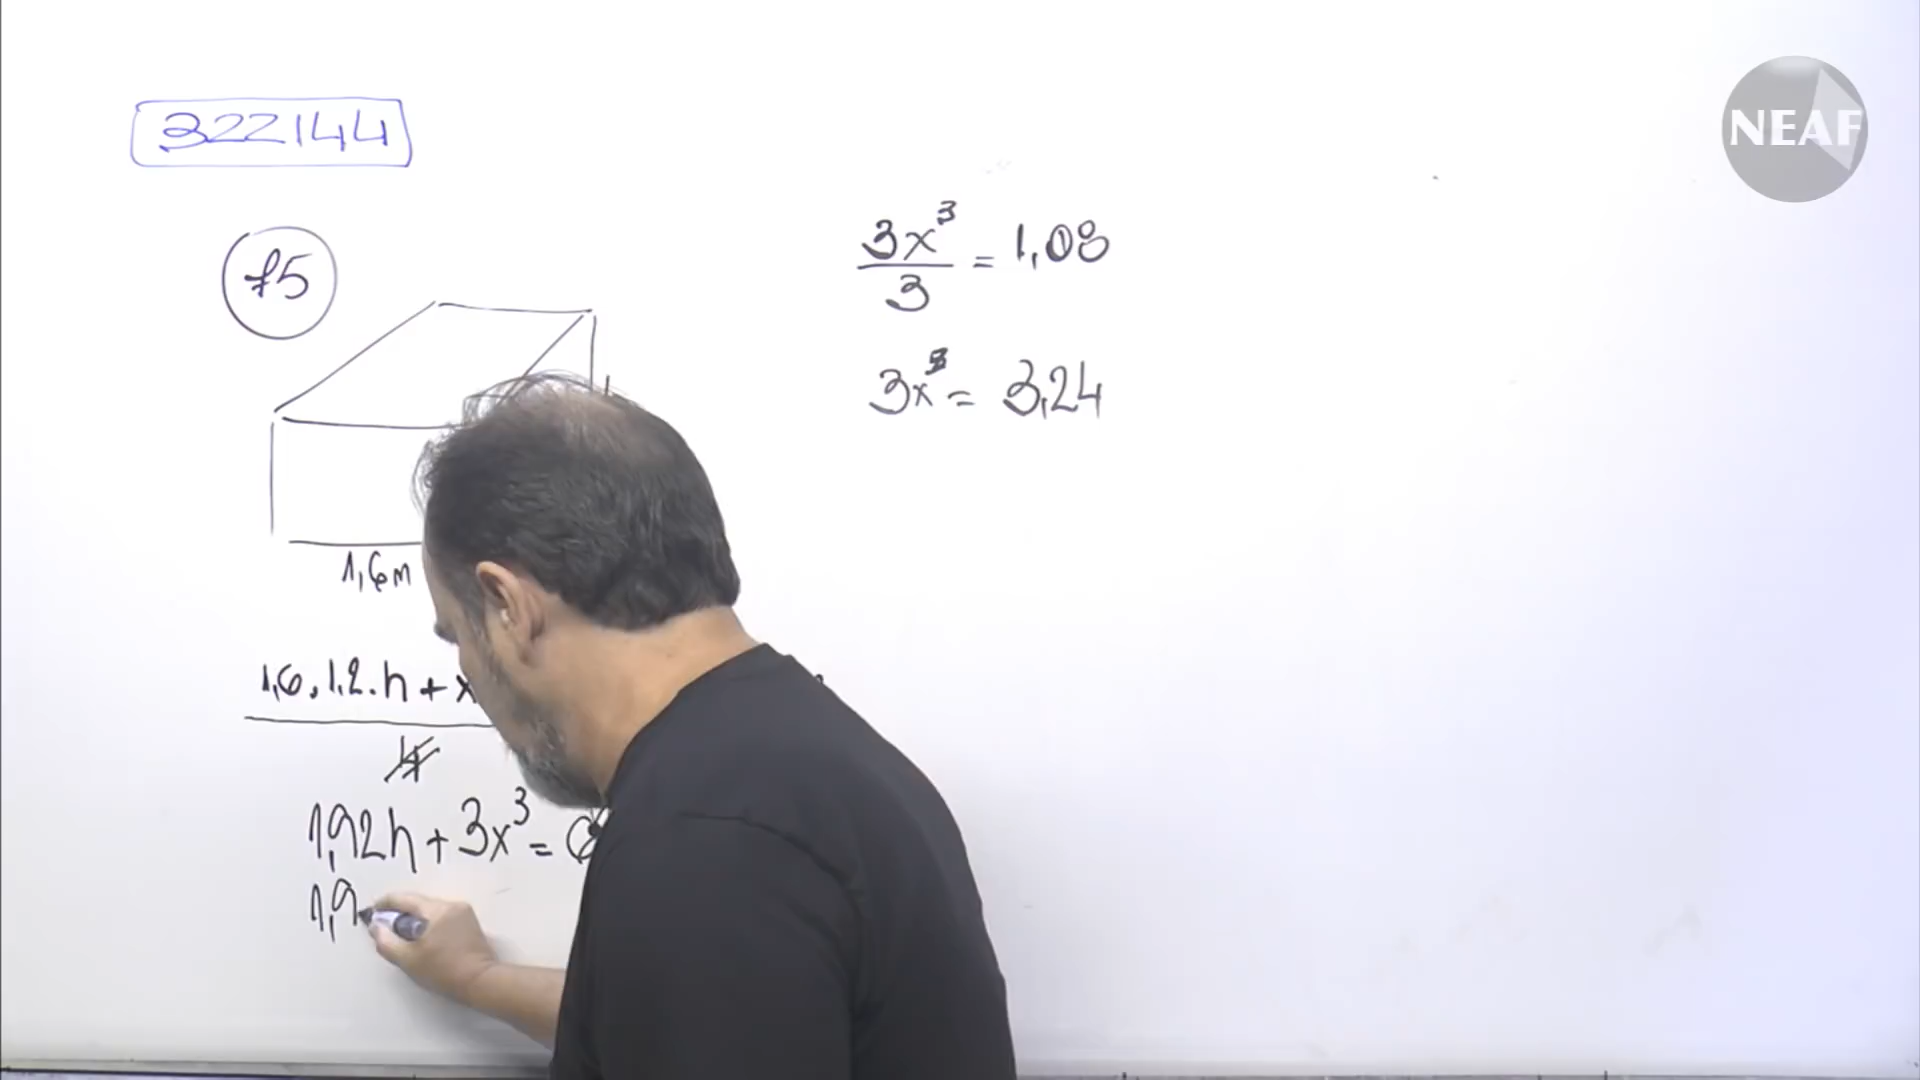 322144
NEAF
75
3x³/3 = 1,08
3x³ = 3,24
1,6m
1,6.1,2.h + x
1,92h + 3x³ =
1,9